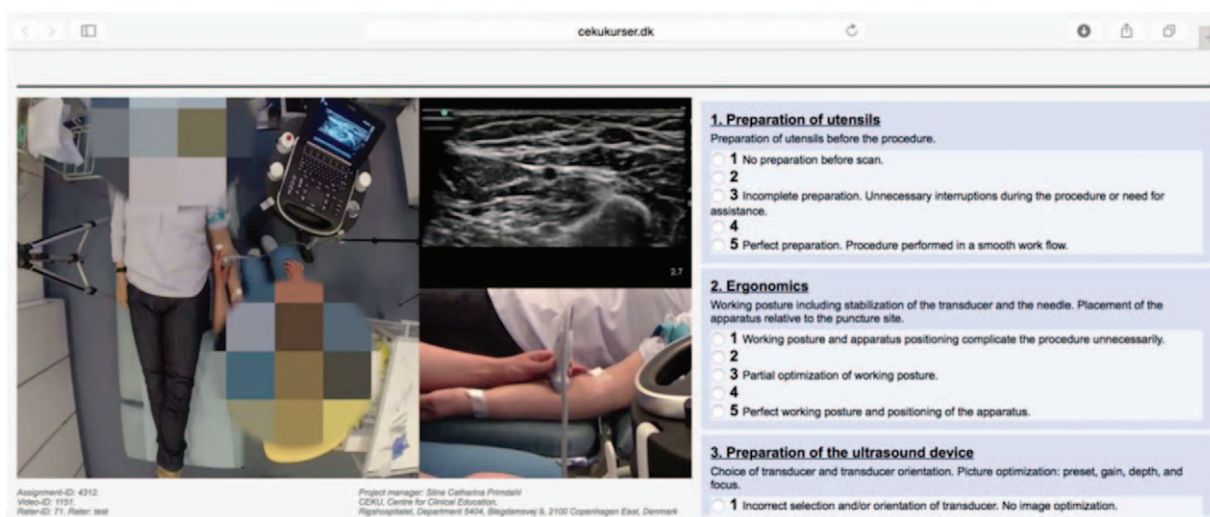 cekukurser.dk
1. Preparation of utensils
Preparation of utensils before the procedure.
1 No preparation before scan.
2
3 Incomplete preparation. Unnecessary interruptions during the procedure or need for
assistance.
4
5 Perfect preparation. Procedure performed in a smooth work flow.
2.7
2. Ergonomics
Working posture including stabilization of the transducer and the needle. Placement of the
apparatus relative to the puncture site.
1 Working posture and apparatus positioning complicate the procedure unnecessarily.
2
3 Partial optimization of working posture.
4
5 Perfect working posture and positioning of the apparatus.
3. Preparation of the ultrasound device
Choice of transducer and transducer orientation. Picture optimization: preset, gain, depth, and
focus.
1 Incorrect selection and/or orientation of transducer. No image optimization.
Assignment-ID: 4312.
Video-ID: 1151.
Rater-ID: 71. Rater: test
Project manager: Stine Catharina Primdahl
CEKU, Centre for Clinical Education.
Rigshospitalet, Department 5404, Blegdamsvej 9, 2100 Copenhagen East, Denmark